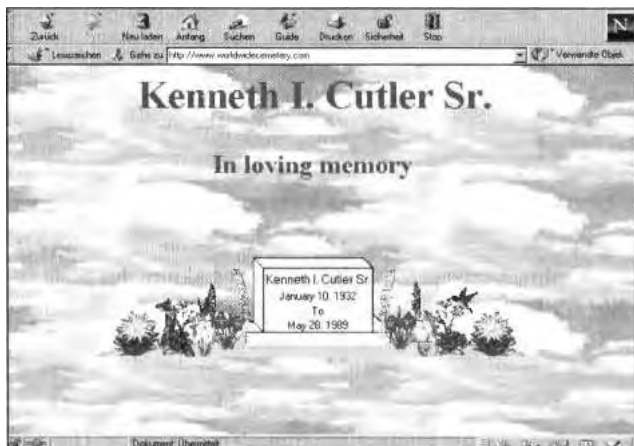 Zurück Neu laden Anfang Suchen Guide Drucken Sicherheit Stop
N
Lesezeichen Gehe zu http://www.worldwidecemetery.com Verwandte Objek
Kenneth I. Cutler Sr.
In loving memory
Kenneth I. Cutler Sr
January 10, 1932
To
May 28, 1989
Dokument: Übermittelt